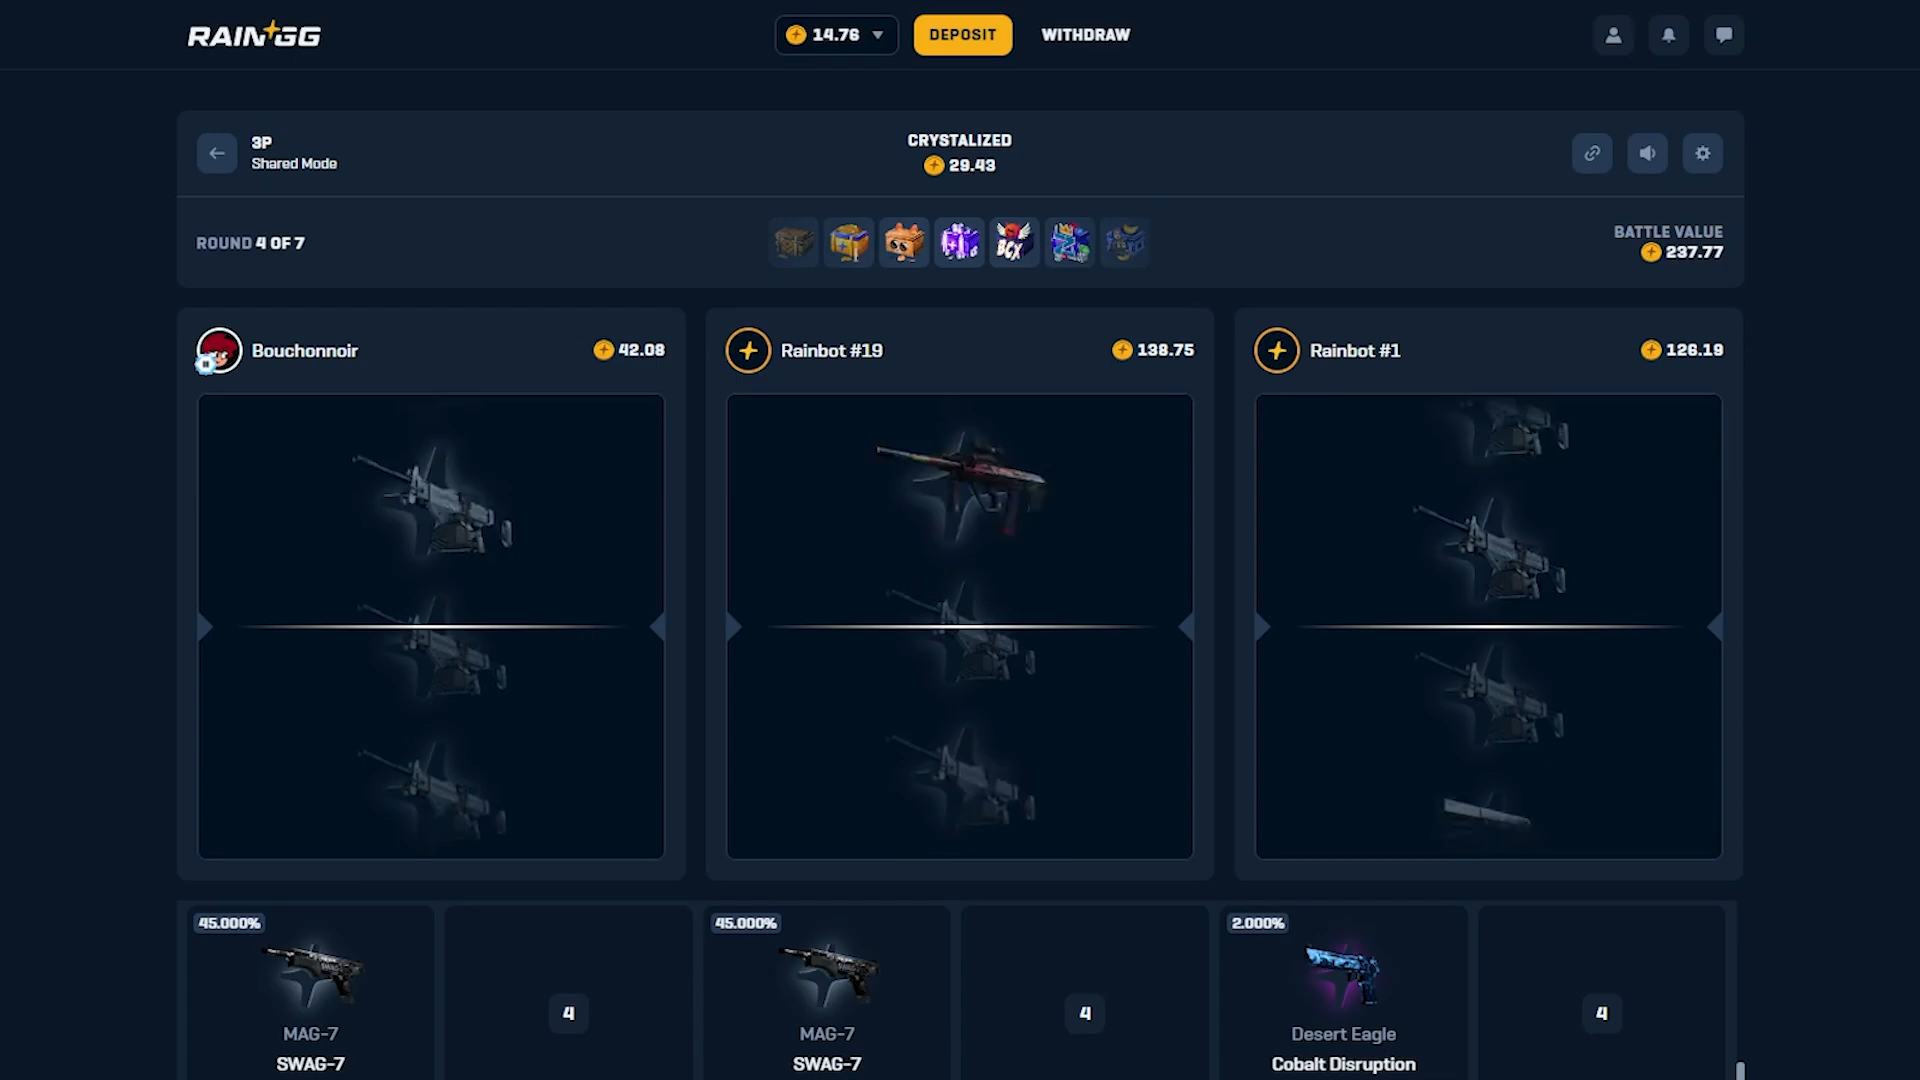 RAIN GG
14.76
DEPOSIT
WITHDRAW
3P
Shared Mode
CRYSTALIZED
29.43
ROUND 4 OF 7
BCX
BATTLE VALUE
237.77
Bouchonnoir
42.08
Rainbot #19
138.75
Rainbot #1
126.19
45.000%
MAG-7
SWAG-7
4
45.000%
MAG-7
SWAG-7
4
2.000%
Desert Eagle
Cobalt Disruption
4